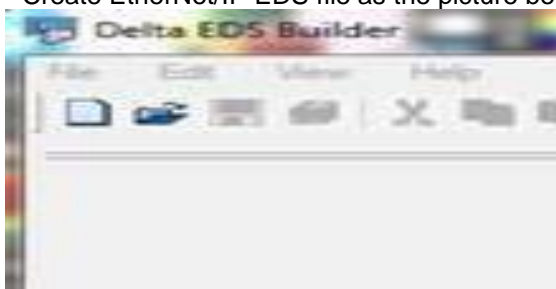 Create EtherNet/IP EDS file as the picture be
Delta EDS Builder
File Edit View Help